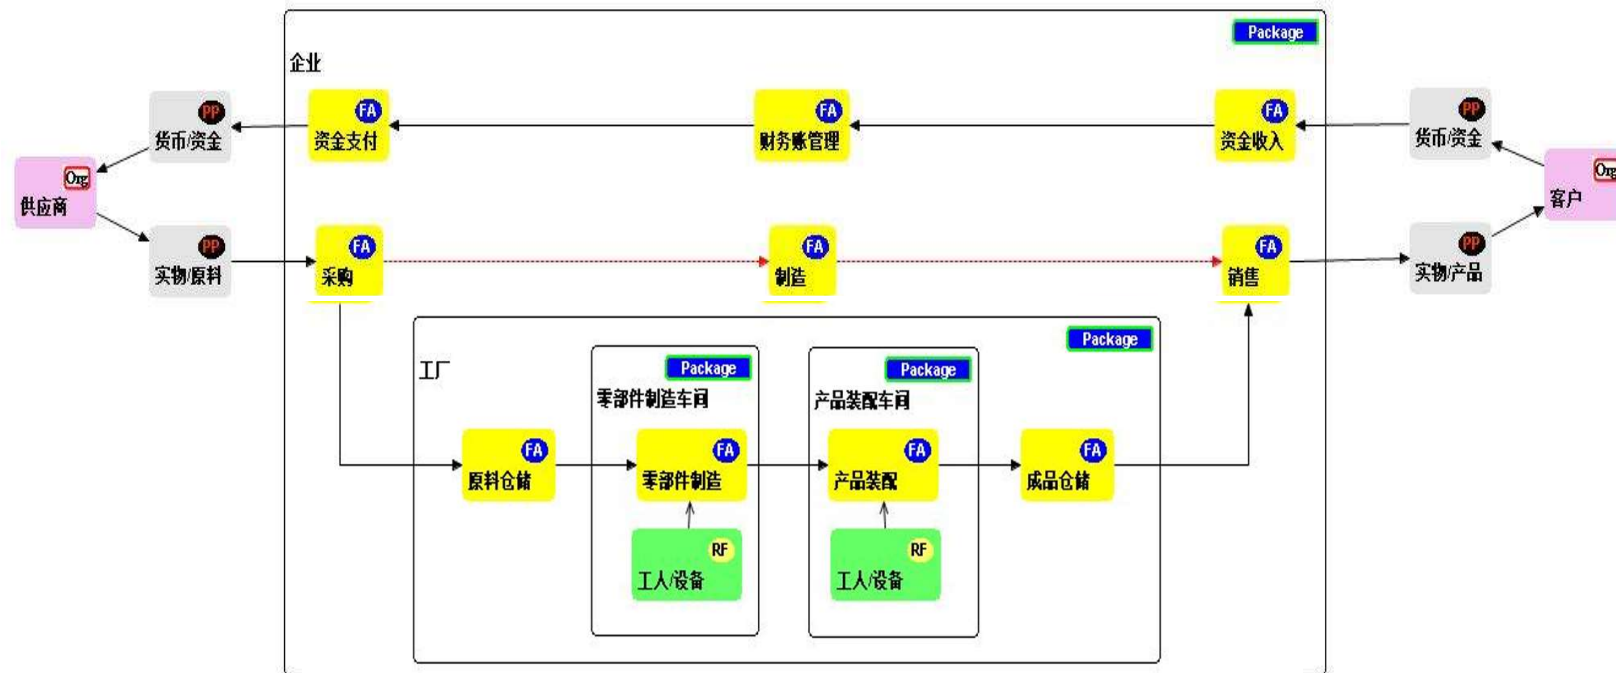 Package
企业
PP
货币/资金
FA
资金支付
FA
财务账管理
FA
资金收入
PP
货币/资金
Org
供应商
Org
客户
PP
实物/原料
FA
采购
FA
制造
FA
销售
PP
实物/产品
Package
工厂
Package
零部件制造车间
Package
产品装配车间
FA
原料仓储
FA
零部件制造
FA
产品装配
FA
成品仓储
RF
工人/设备
RF
工人/设备